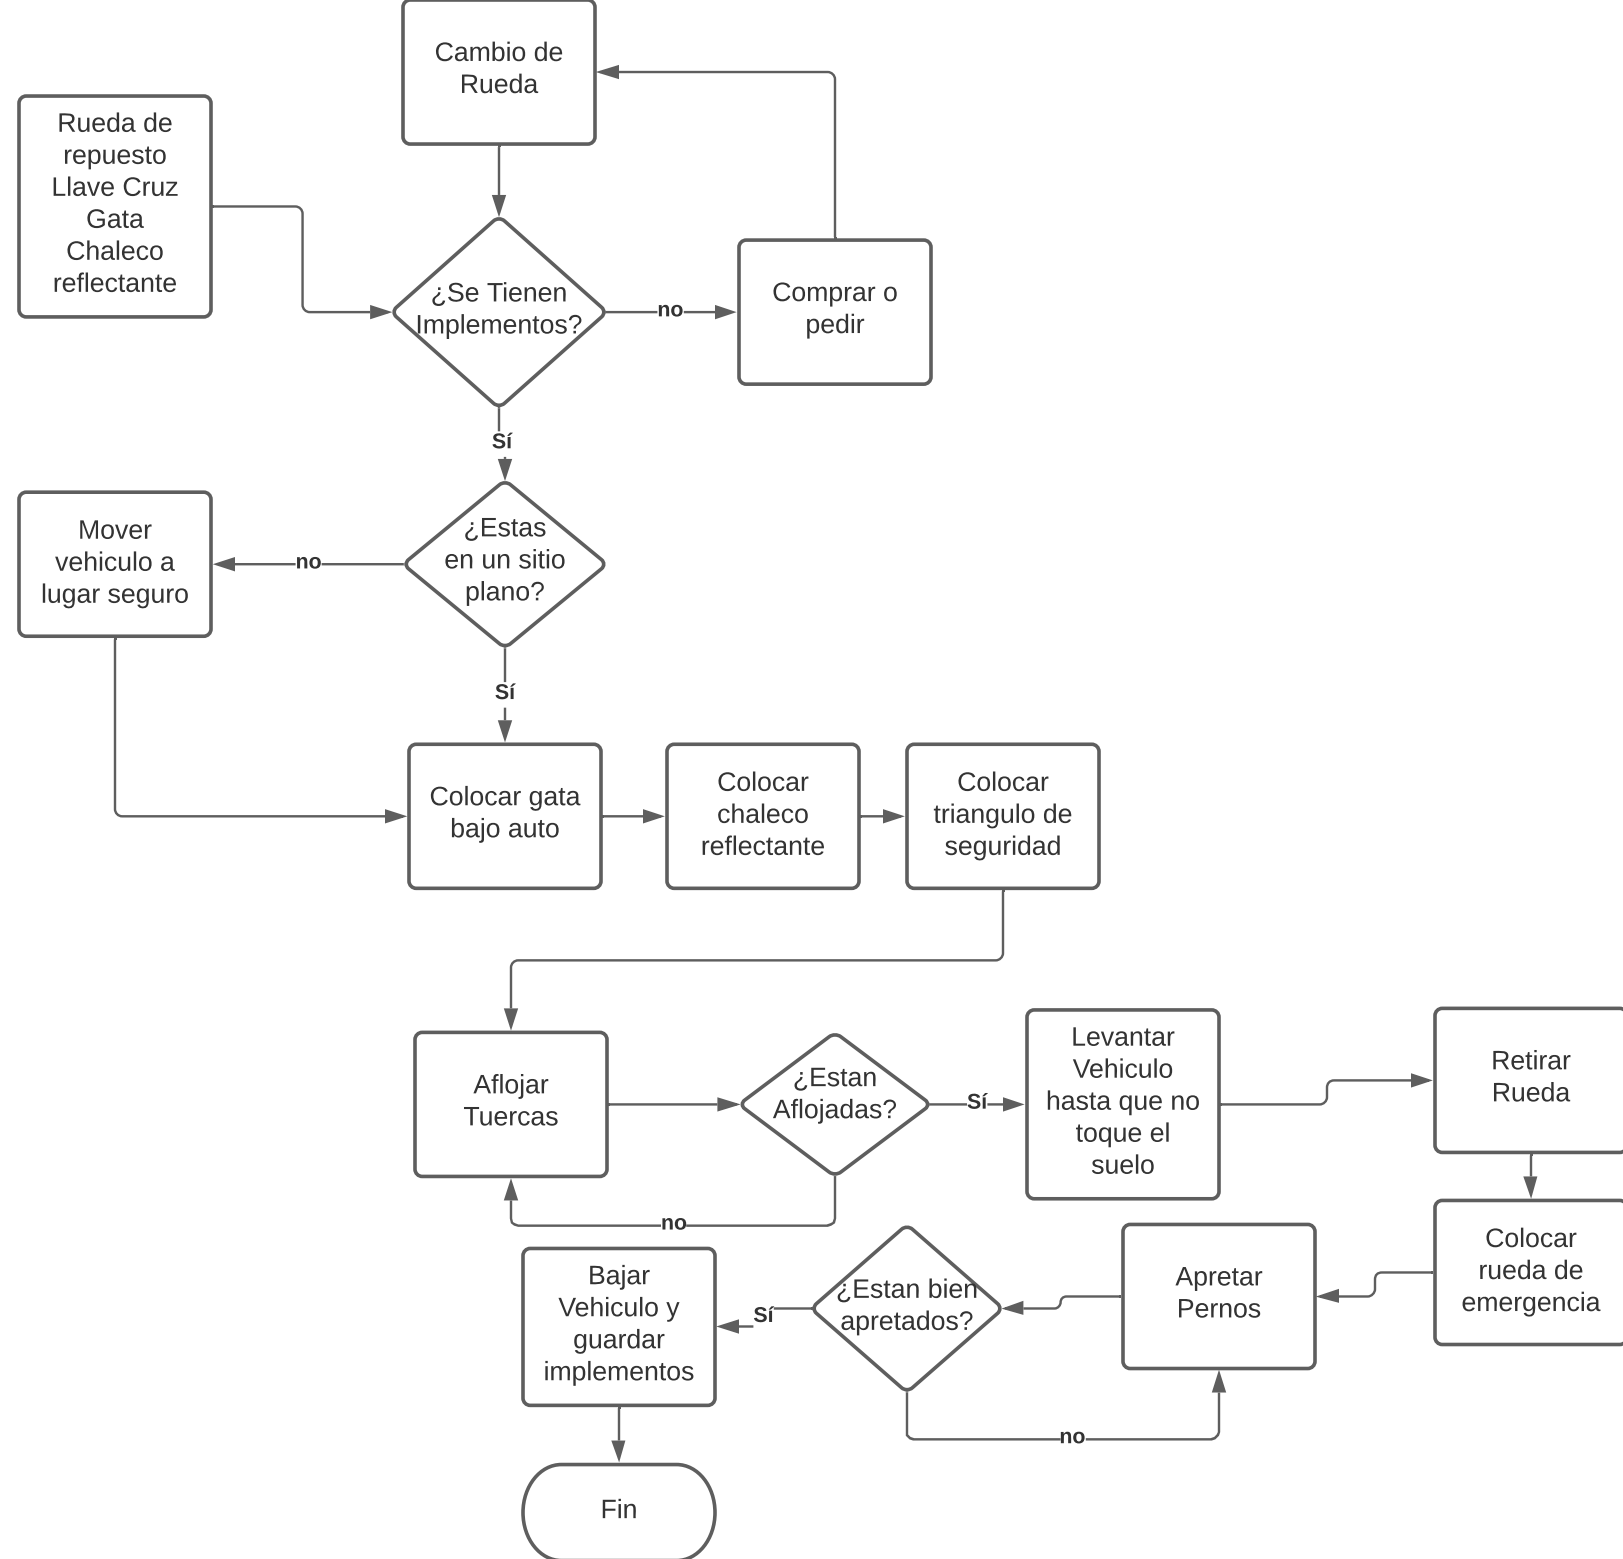 Cambio de
Rueda
Rueda de
repuesto
Llave Cruz
Gata
Chaleco
reflectante
¿Se Tienen
Implementos?
no
Comprar o
pedir
Sí
Mover
vehiculo a
lugar seguro
no
¿Estas
en un sitio
plano?
Sí
Colocar gata
bajo auto
Colocar
chaleco
reflectante
Colocar
triangulo de
seguridad
Aflojar
Tuercas
¿Estan
Aflojadas?
Sí
Levantar
Vehiculo
hasta que no
toque el
suelo
Retirar
Rueda
no
Colocar
rueda de
emergencia
Apretar
Pernos
¿Estan bien
apretados?
Sí
Bajar
Vehiculo y
guardar
implementos
no
Fin